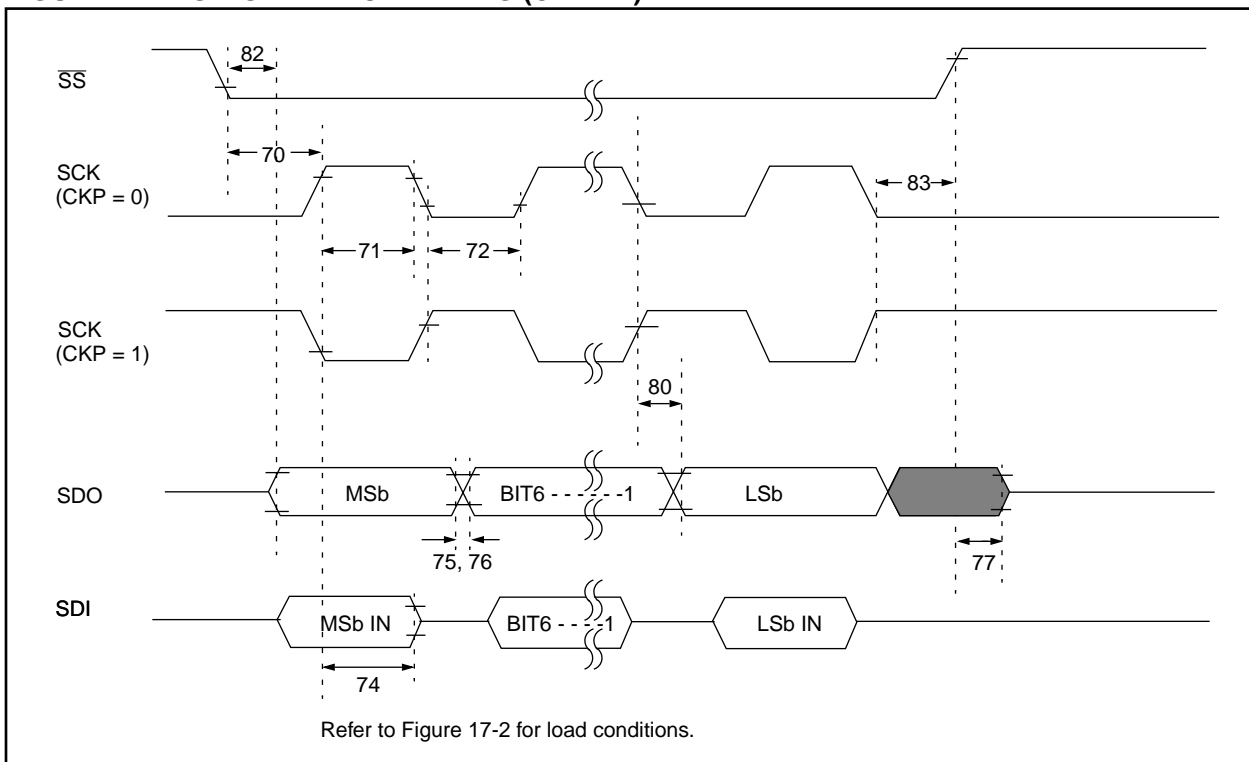 82
SS
70
SCK
(CKP = 0)
83
71
72
SCK
(CKP = 1)
80
SDO
MSb
BIT6 - - - - - -1
LSb
75, 76
77
SDI
MSb IN
BIT6 - - - -1
LSb IN
74
Refer to Figure 17-2 for load conditions.